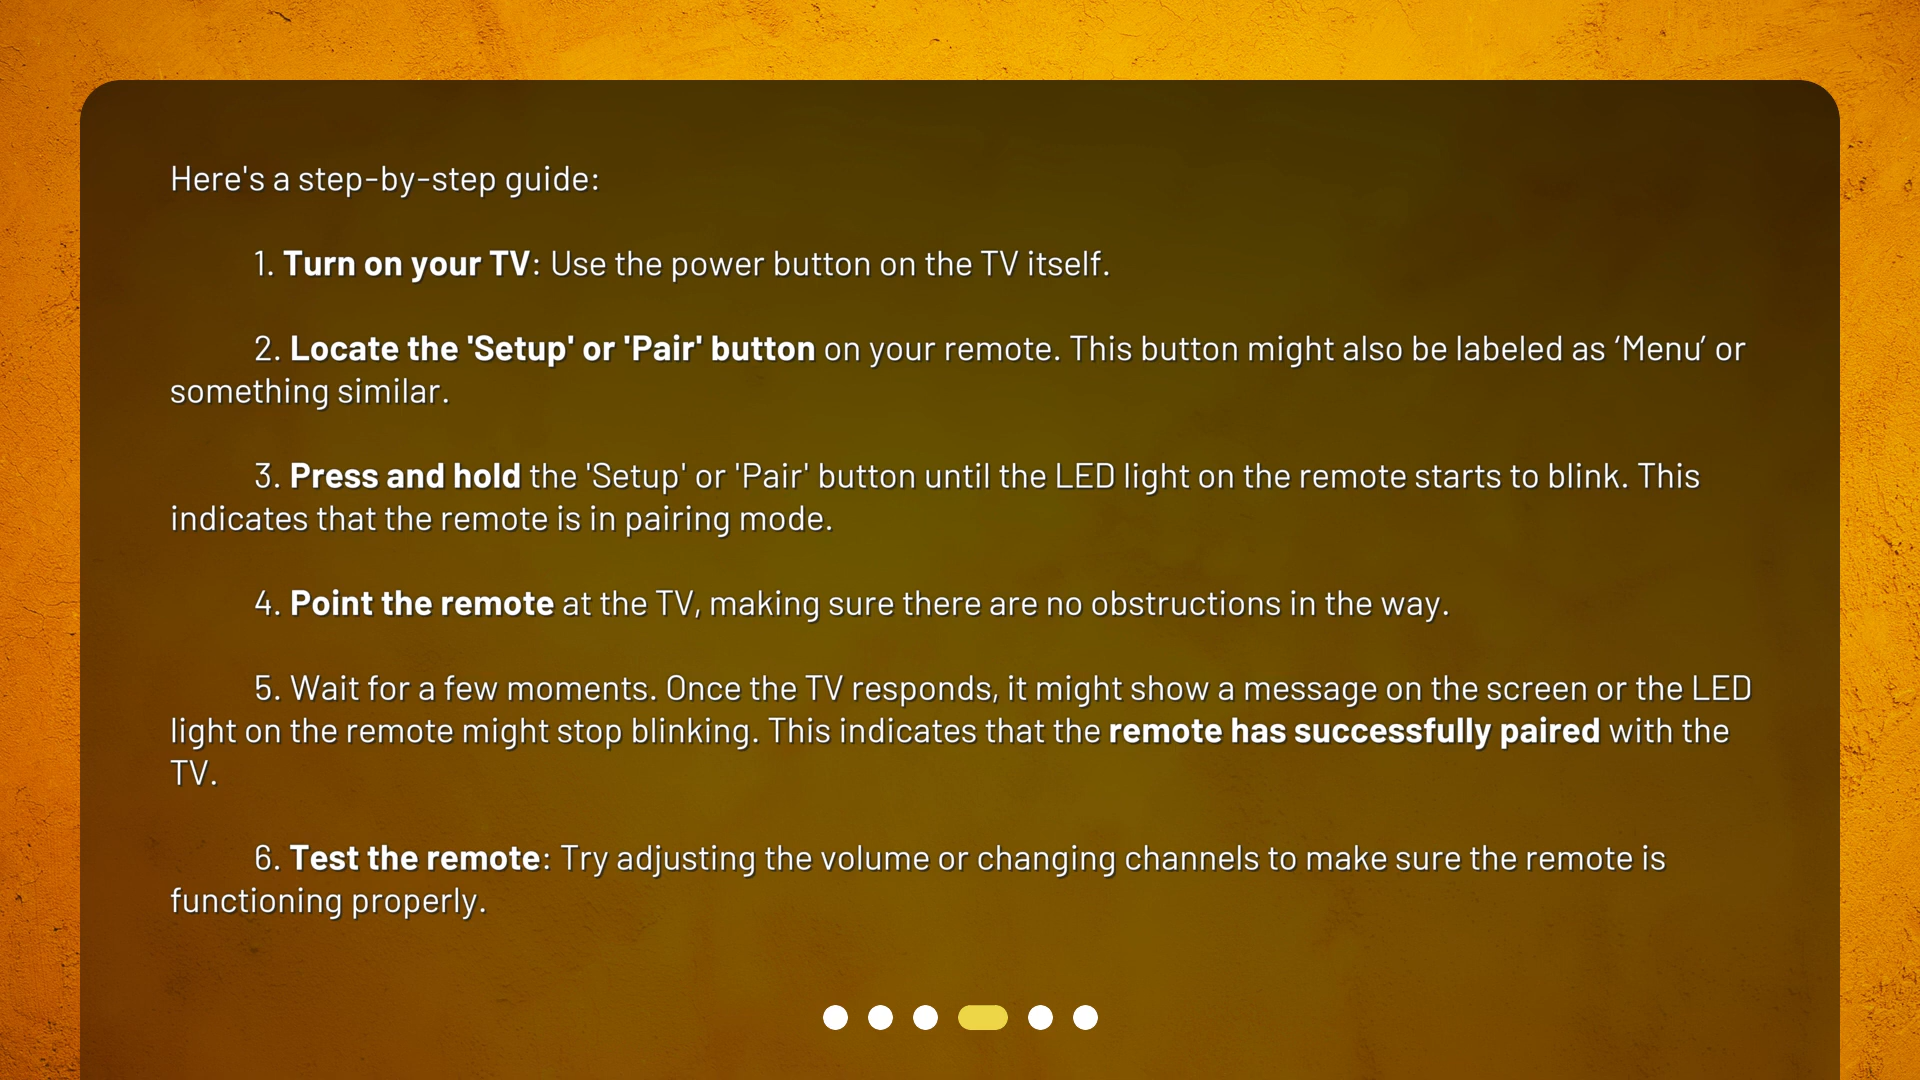 Here's a step-by-step guide:
1. Turn on your TV: Use the power button on the TV itself.
2. Locate the 'Setup' or 'Pair' button on your remote. This button might also be labeled as ‘Menu’ or
something similar.
3. Press and hold the 'Setup' or 'Pair' button until the LED light on the remote starts to blink. This
indicates that the remote is in pairing mode.
4. Point the remote at the TV, making sure there are no obstructions in the way.
5. Wait for a few moments. Once the TV responds, it might show a message on the screen or the LED
light on the remote might stop blinking. This indicates that the remote has successfully paired with the
TV.
6. Test the remote: Try adjusting the volume or changing channels to make sure the remote is
functioning properly.